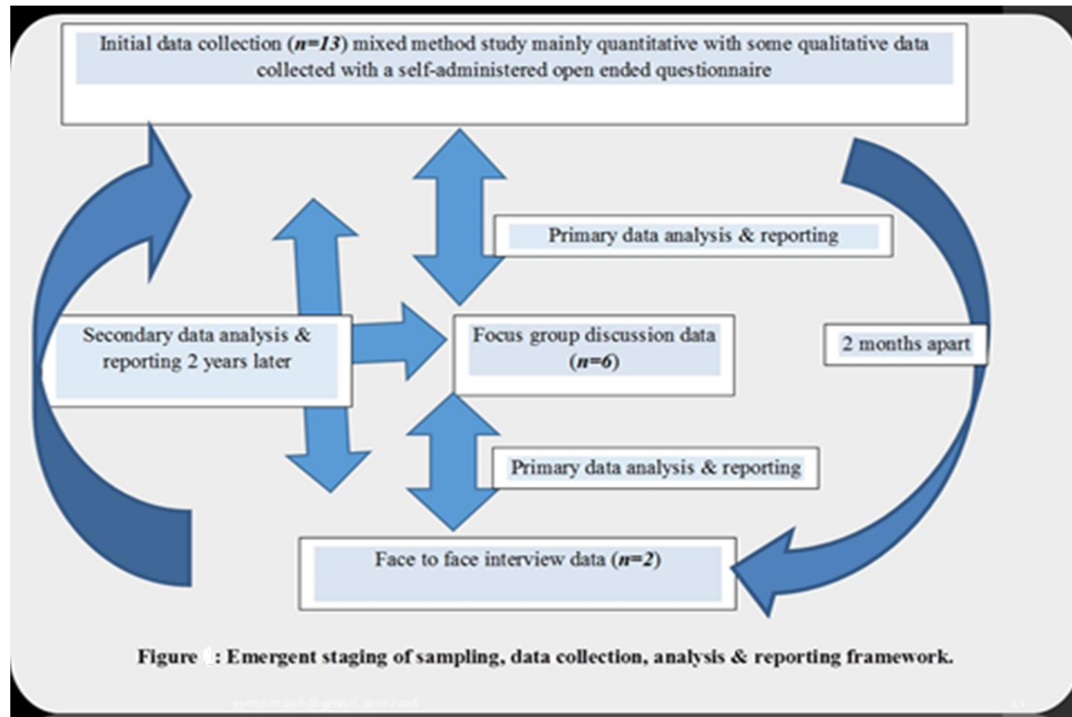 Initial data collection (n=13) mixed method study mainly quantitative with some qualitative data
collected with a self-administered open ended questionnaire
Primary data analysis & reporting
Secondary data analysis &
reporting 2 years later
Focus group discussion data
(n=6)
2 months apart
Primary data analysis & reporting
Face to face interview data (n=2)
Figure : Emergent staging of sampling, data collection, analysis & reporting framework.